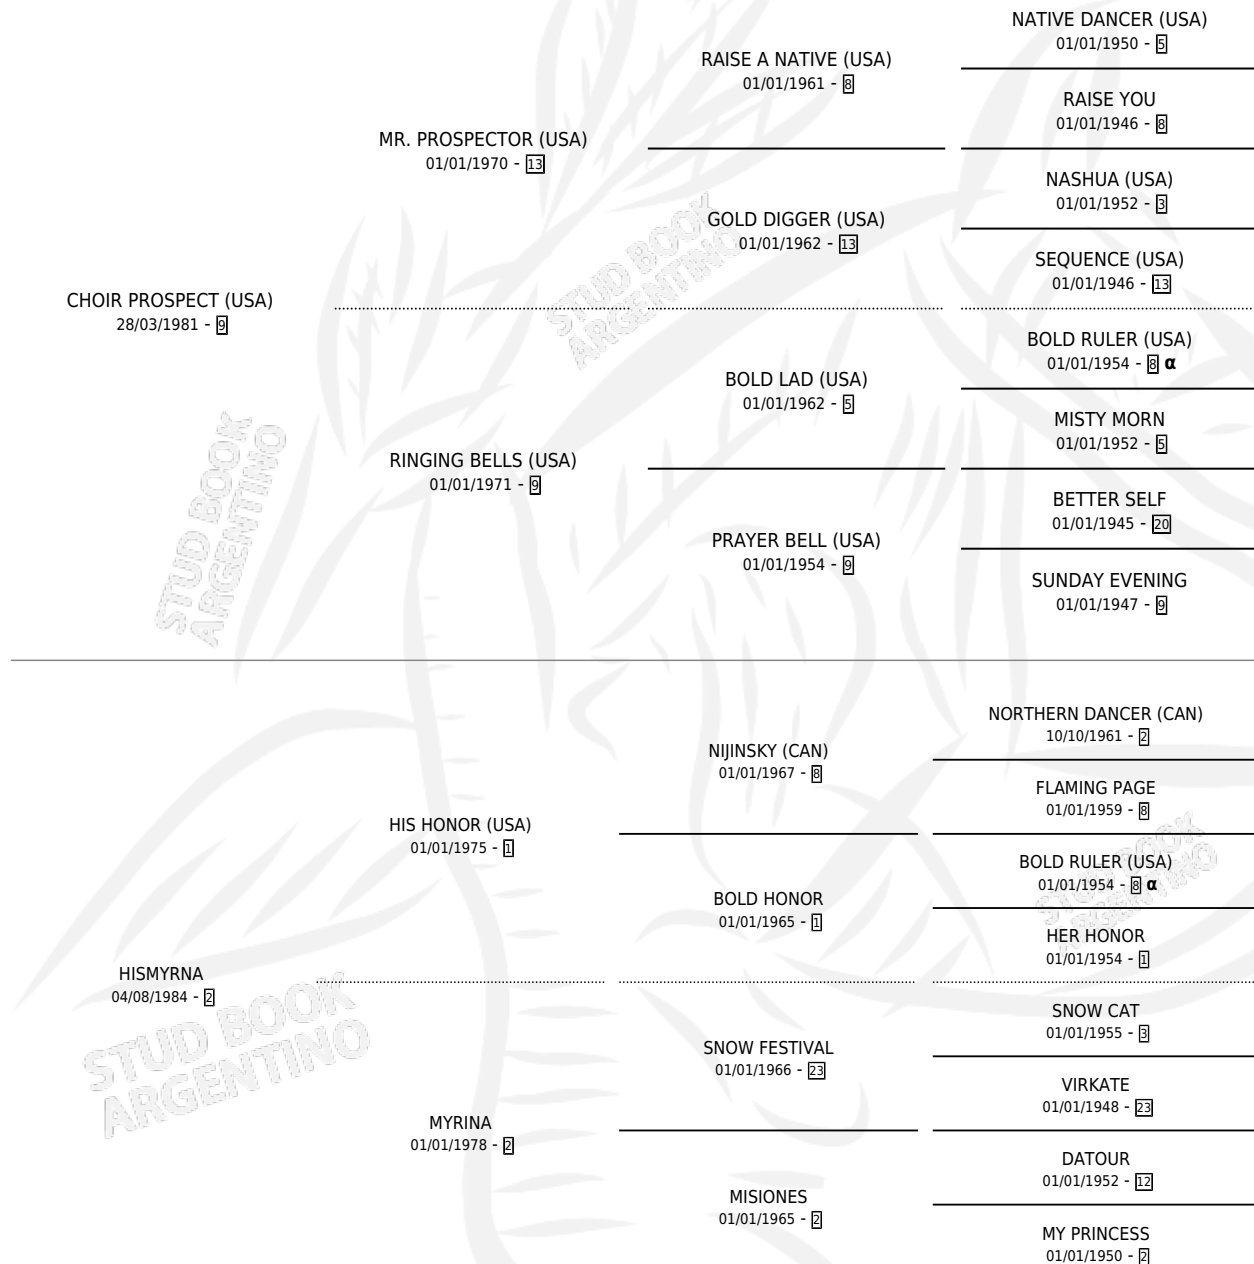 NATIVE DANCER (USA)
01/01/1950 - 5
RAISE A NATIVE (USA)
01/01/1961 - 8
RAISE YOU
01/01/1946 - 8
MR. PROSPECTOR (USA)
01/01/1970 - 13
NASHUA (USA)
01/01/1952 - 3
GOLD DIGGER (USA)
01/01/1962 - 13
SEQUENCE (USA)
01/01/1946 - 13
CHOIR PROSPECT (USA)
28/03/1981 - 9
STUD BOOK
ARGENTINO
BOLD RULER (USA)
01/01/1954 - 8 α
BOLD LAD (USA)
01/01/1962 - 5
MISTY MORN
01/01/1952 - 5
RINGING BELLS (USA)
01/01/1971 - 9
BETTER SELF
01/01/1945 - 20
PRAYER BELL (USA)
01/01/1954 - 9
SUNDAY EVENING
01/01/1947 - 9
STUD BOOK
ARGENTINO
NORTHERN DANCER (CAN)
10/10/1961 - 2
NIJINSKY (CAN)
01/01/1967 - 8
FLAMING PAGE
01/01/1959 - 8
HIS HONOR (USA)
01/01/1975 - 1
BOLD RULER (USA)
01/01/1954 - 8 α
STUD BOOK
ARGENTINO
BOLD HONOR
01/01/1965 - 1
HER HONOR
01/01/1954 - 1
HISMYRNA
04/08/1984 - 2
STUD BOOK
ARGENTINO
SNOW CAT
01/01/1955 - 3
SNOW FESTIVAL
01/01/1966 - 23
VIRKATE
01/01/1948 - 23
MYRINA
01/01/1978 - 2
DATOUR
01/01/1952 - 12
MISIONES
01/01/1965 - 2
MY PRINCESS
01/01/1950 - 2